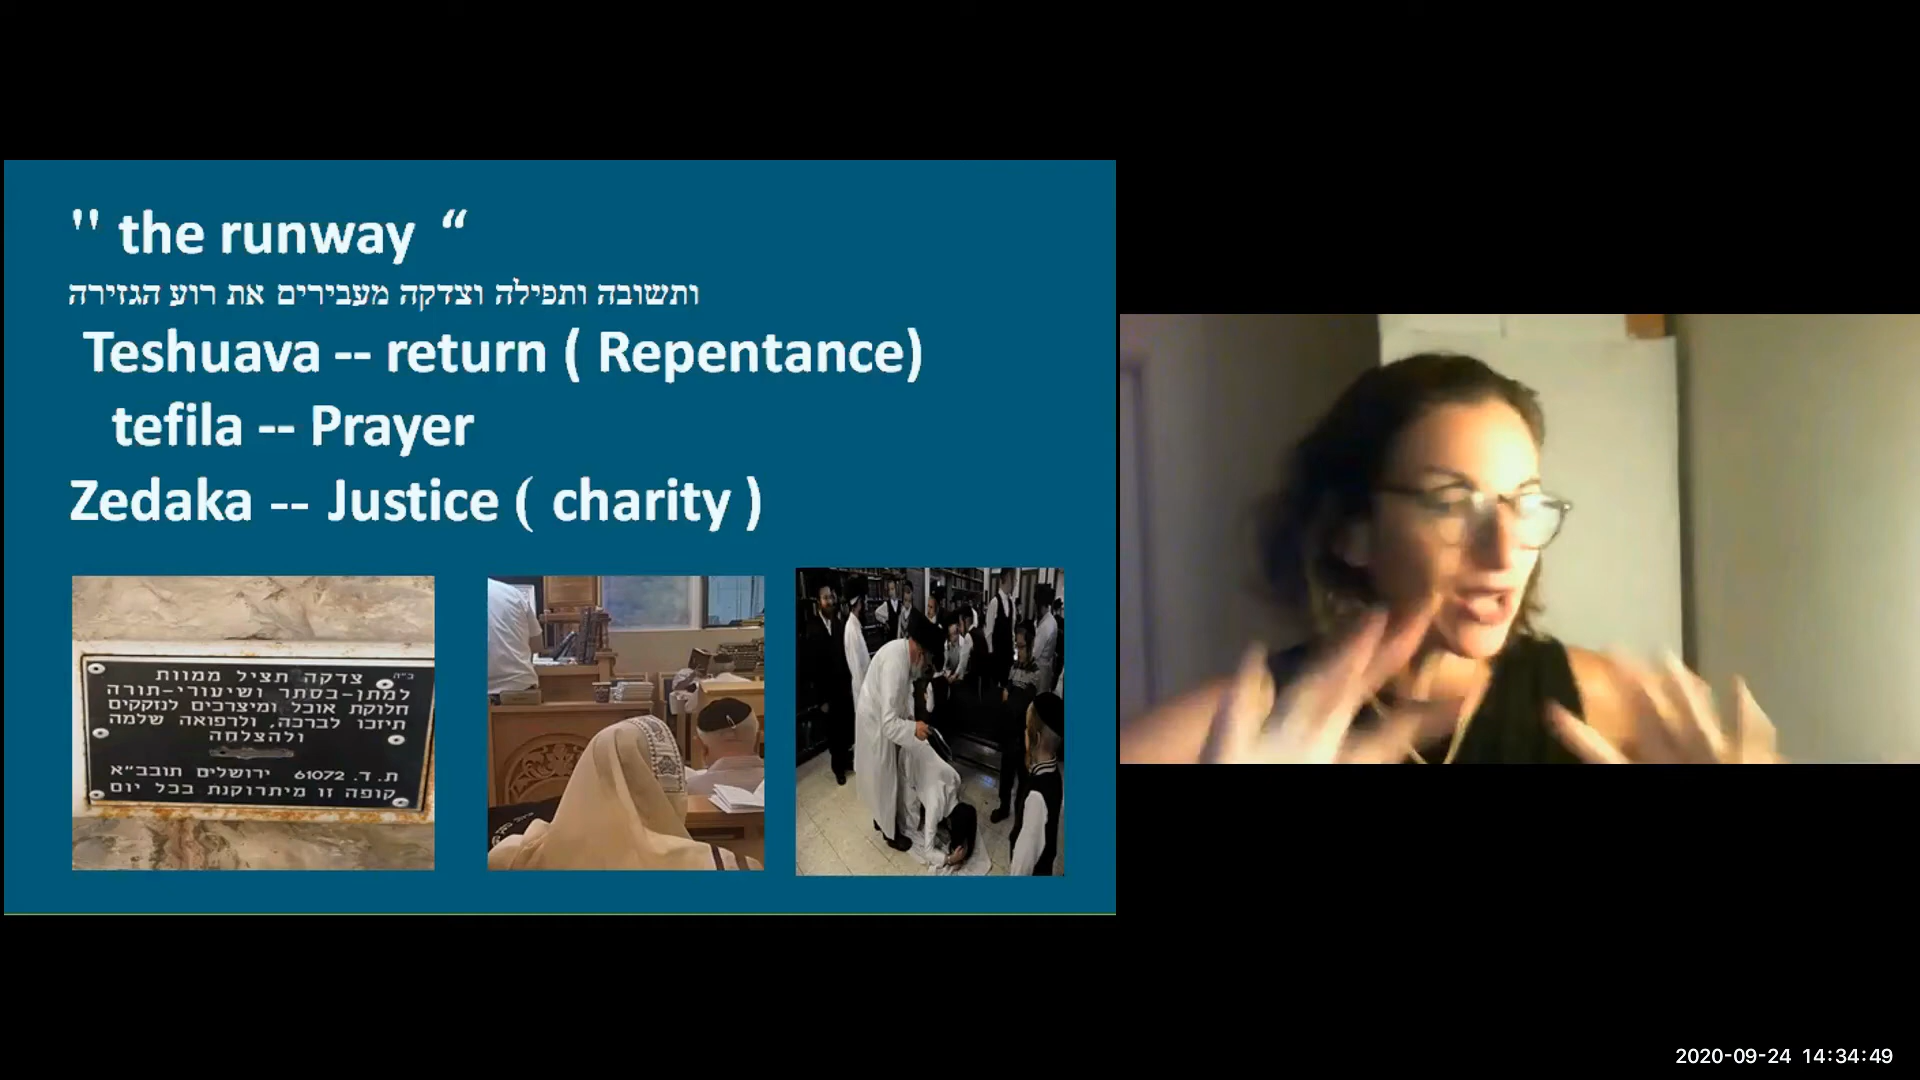 " the runway “
ותשובה ותפילה וצדקה מעבירים את רוע הגזירה
Teshuava -- return ( Repentance)
tefila -- Prayer
Zedaka -- Justice ( charity )
ב"ה
צדקה תציל ממוות
למתן-בסתר ושיעורי-תורה
חלוקת אוכל ומיצרכים לנזקקים
תיזכו לברכה, ולרפואה שלמה
ולהצלחה
ת.ד. 61072 ירושלים תובב"א
קופה זו מיתרוקנת בכל יום
2020-09-24 14:34:49